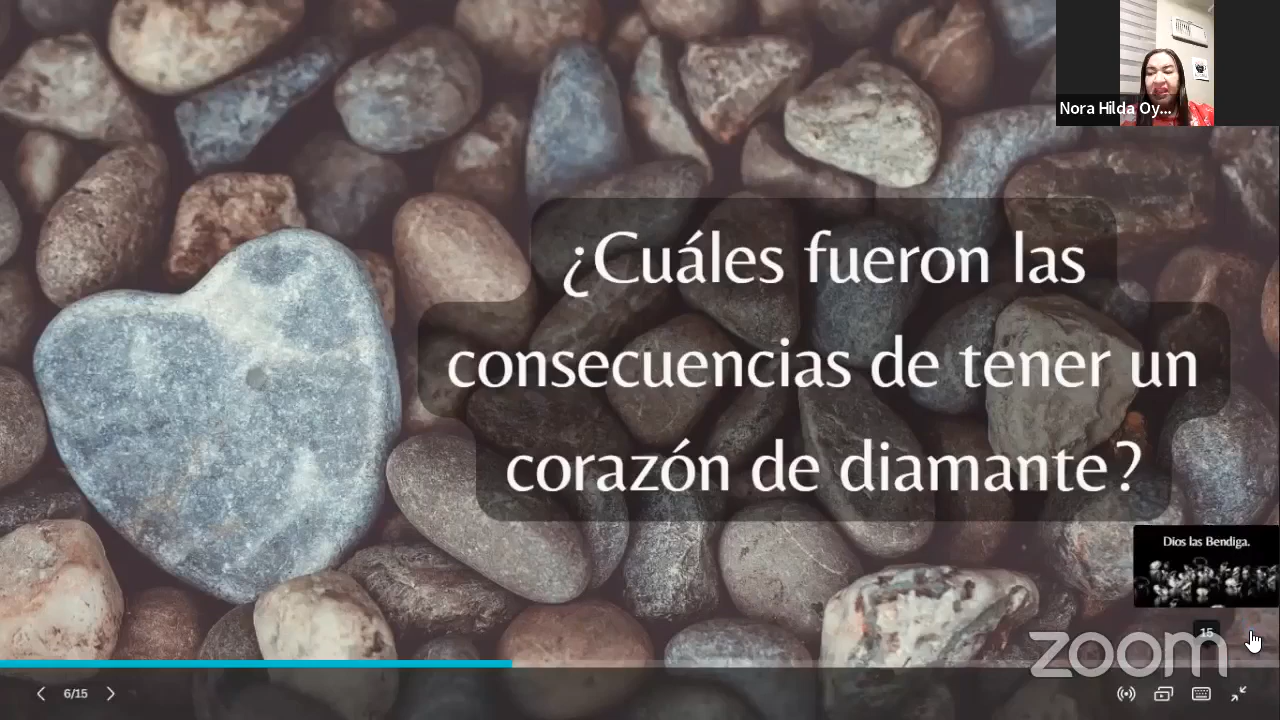 Nora Hilda Oy...
¿Cuáles fueron las
consecuencias de tener un
corazón de diamante?
Dios las Bendiga.
15
zoom
6/15